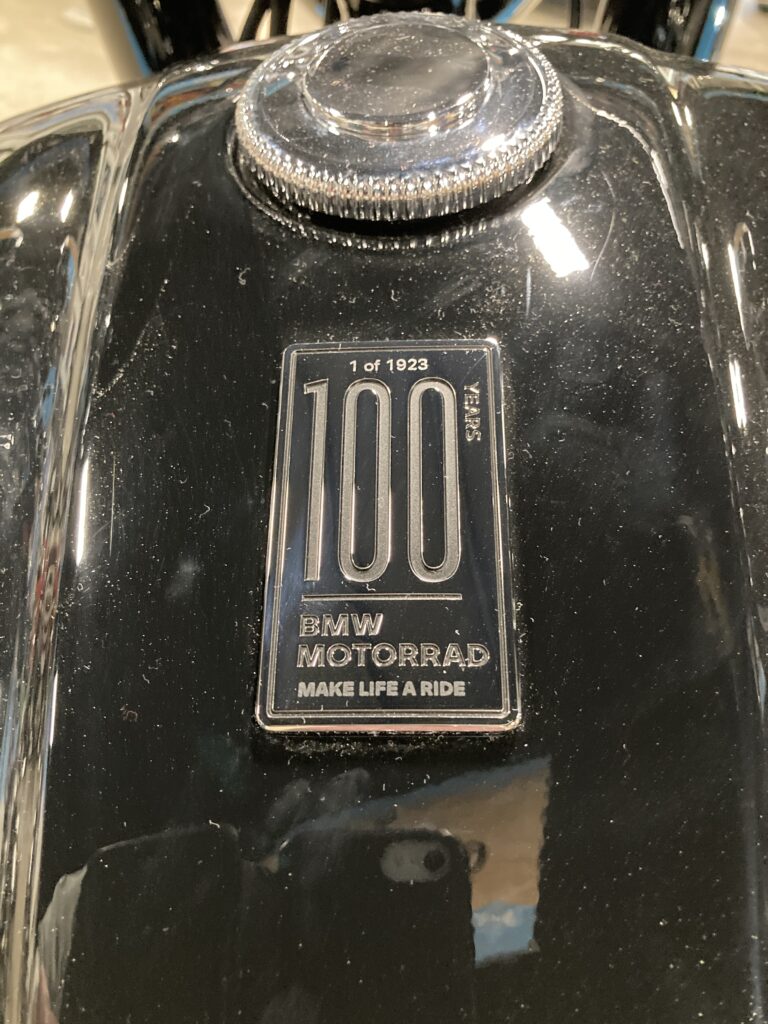 1 of 1923
100
YEARS
BMW
MOTORRAD
MAKE LIFE A RIDE